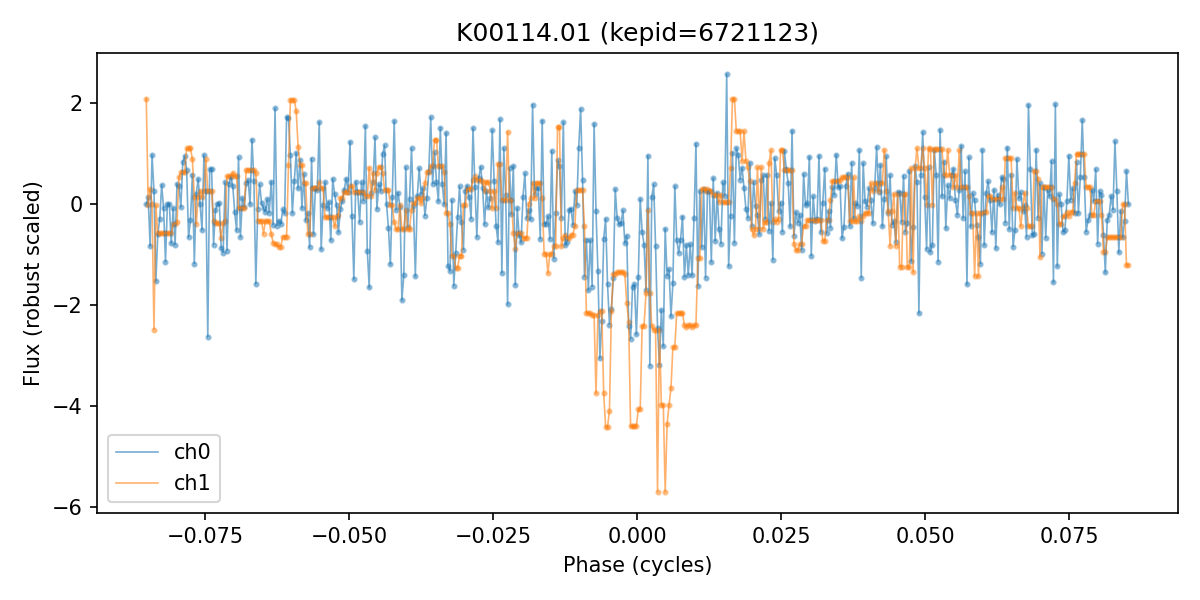 K00114.01 (kepid=6721123)
Flux (robust scaled)
2
0
−2
−4
−6
ch0
ch1
−0.075
−0.050
−0.025
0.000
0.025
0.050
0.075
Phase (cycles)